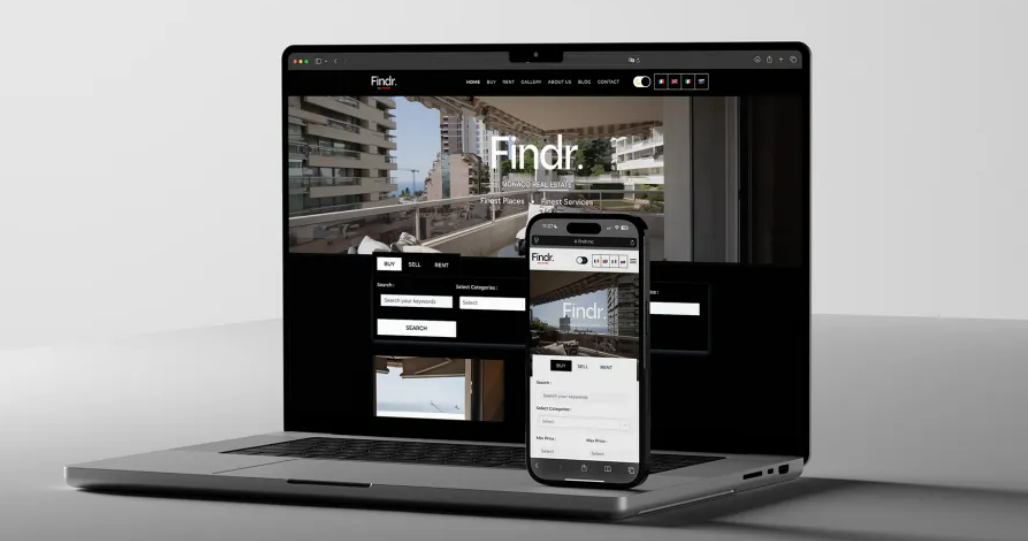 Findr.
HOME BUY RENT GALLERY ABOUT US BLOG CONTACT
Findr.
MONACO REAL ESTATE
Finest Places • Finest Services
BUY SELL RENT
Search :
Select Categories :
Search your keywords
Select
SEARCH
11:27
findr.mc
Findr.
Findr.
BUY SELL RENT
Search :
Search your keywords
Select Categories :
Select
Min Price :
Max Price :
Select
Select